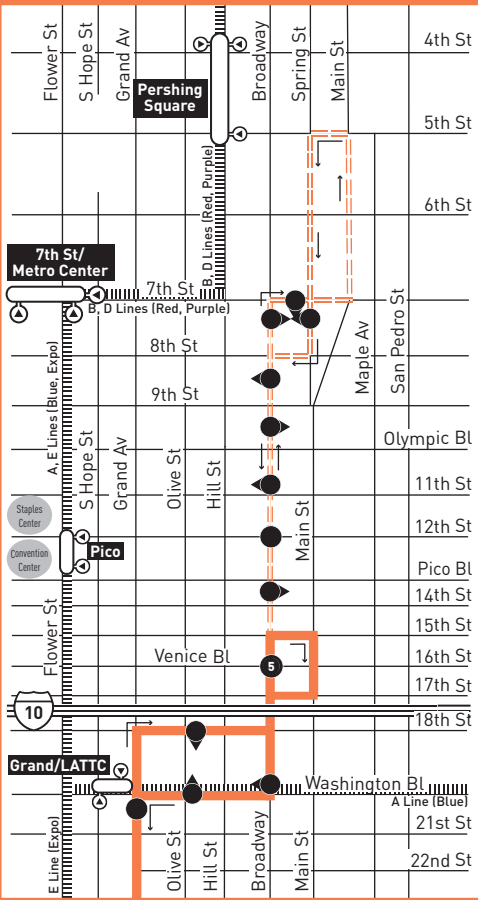 Flower St
S Hope St
Grand Av
Broadway
Spring St
Main St
4th St
Pershing
Square
5th St
B, D Lines (Red, Purple)
6th St
7th St/
Metro Center
7th St
B, D Lines (Red, Purple)
8th St
Maple Av
San Pedro St
9th St
A, E Lines (Blue, Expo)
S Hope St
Grand Av
Olive St
Hill St
Main St
Olympic Bl
11th St
Staples
Center
12th St
Convention
Center
Pico
Pico Bl
14th St
15th St
Flower St
Venice Bl
5
16th St
17th St
10
18th St
Grand/LATTC
Washington Bl
A Line (Blue)
21st St
E Line (Expo)
Olive St
Hill St
Broadway
Main St
22nd St